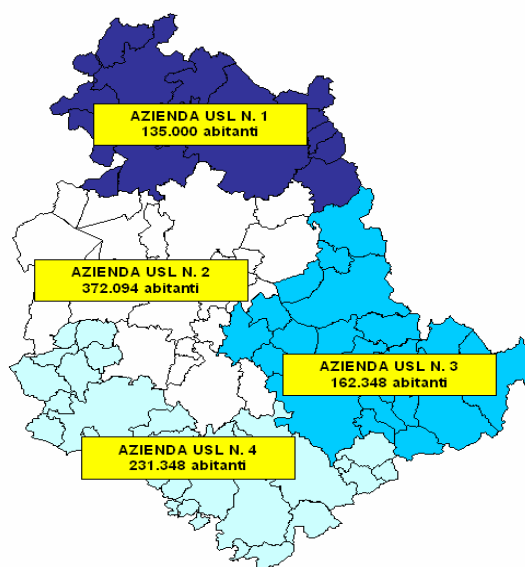 AZIENDA USL N. 1
135.000 abitanti
AZIENDA USL N. 2
372.094 abitanti
AZIENDA USL N. 3
162.348 abitanti
AZIENDA USL N. 4
231.348 abitanti